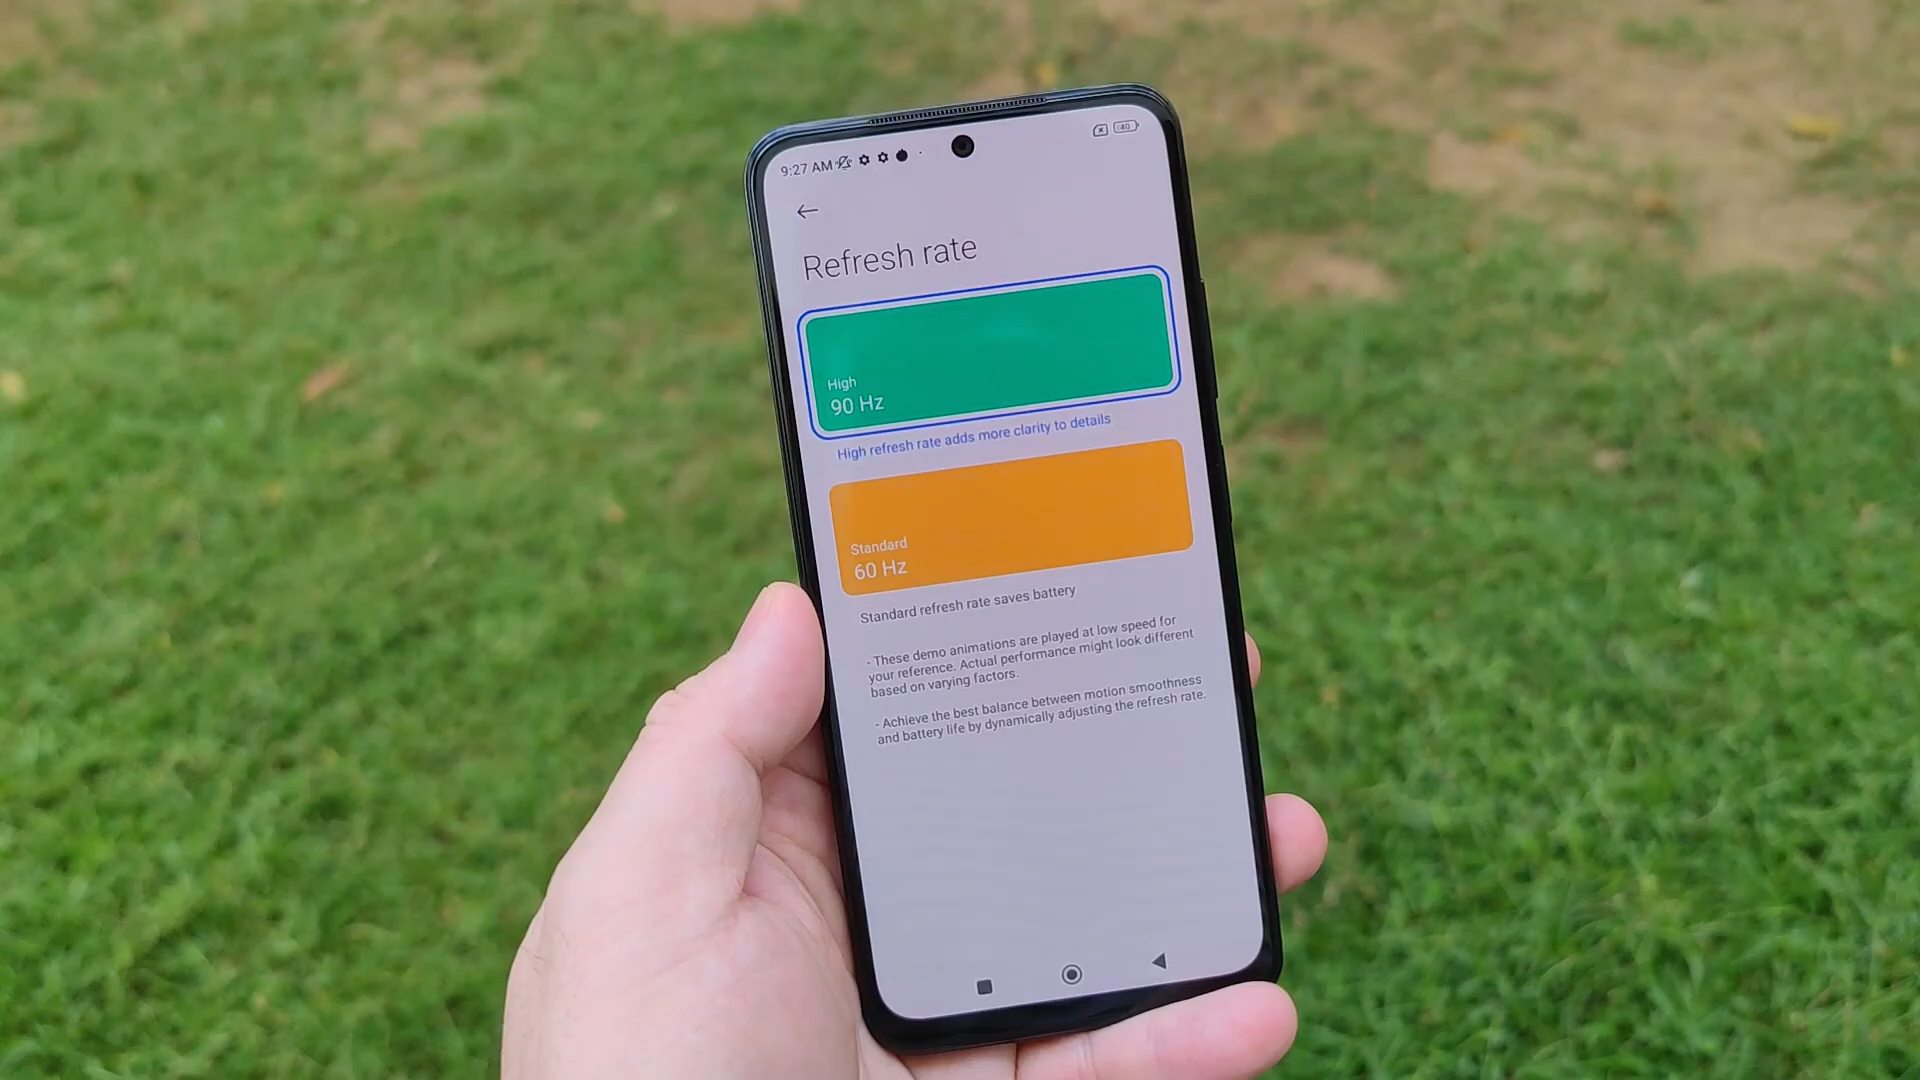 9:27 AM
40
Refresh rate
High
90 Hz
High refresh rate adds more clarity to details
Standard
60 Hz
Standard refresh rate saves battery
- These demo animations are played at low speed for
your reference. Actual performance might look different
based on varying factors.
- Achieve the best balance between motion smoothness
and battery life by dynamically adjusting the refresh rate.